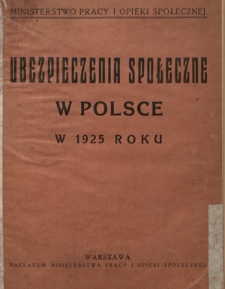 MINISTERSTWO PRACY I OPIEKI SPOŁECZNEJ
UBEZPIECZENIA SPOŁECZNE
W POLSCE
W 1925 ROKU
WARSZAWA
NAKŁADEM MINISTERSTWA PRACY I OPIEKI SPOŁECZNEJ